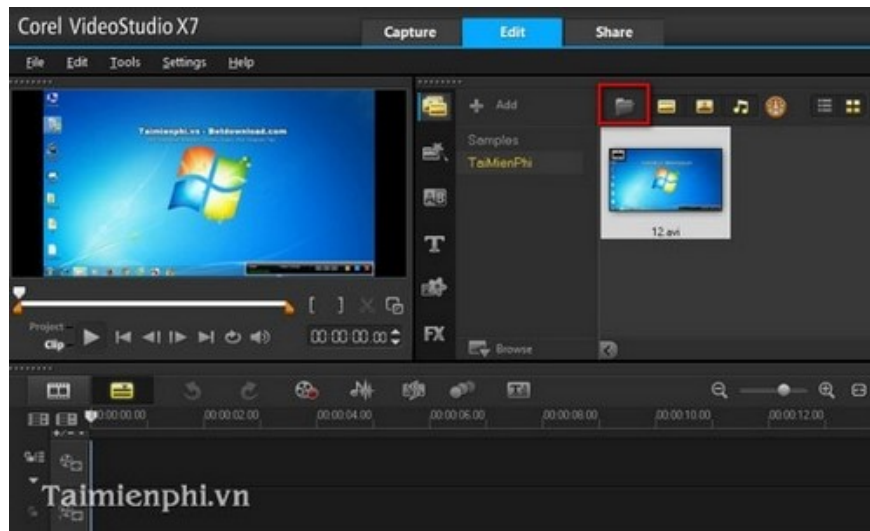 Corel VideoStudio X7
Capture
Edit
Share
File Edit Tools Settings Help
Taimienphi.vn - Botdownload.com
Add
Samples
TaiMienPhi
12.avi
AB
T
FX
Browse
Project
Clip
00:00:00.00
00:00:00.00
00:00:02.00
00:00:04.00
00:00:06.00
00:00:08.00
00:00:10.00
00:00:12.00
Taimienphi.vn